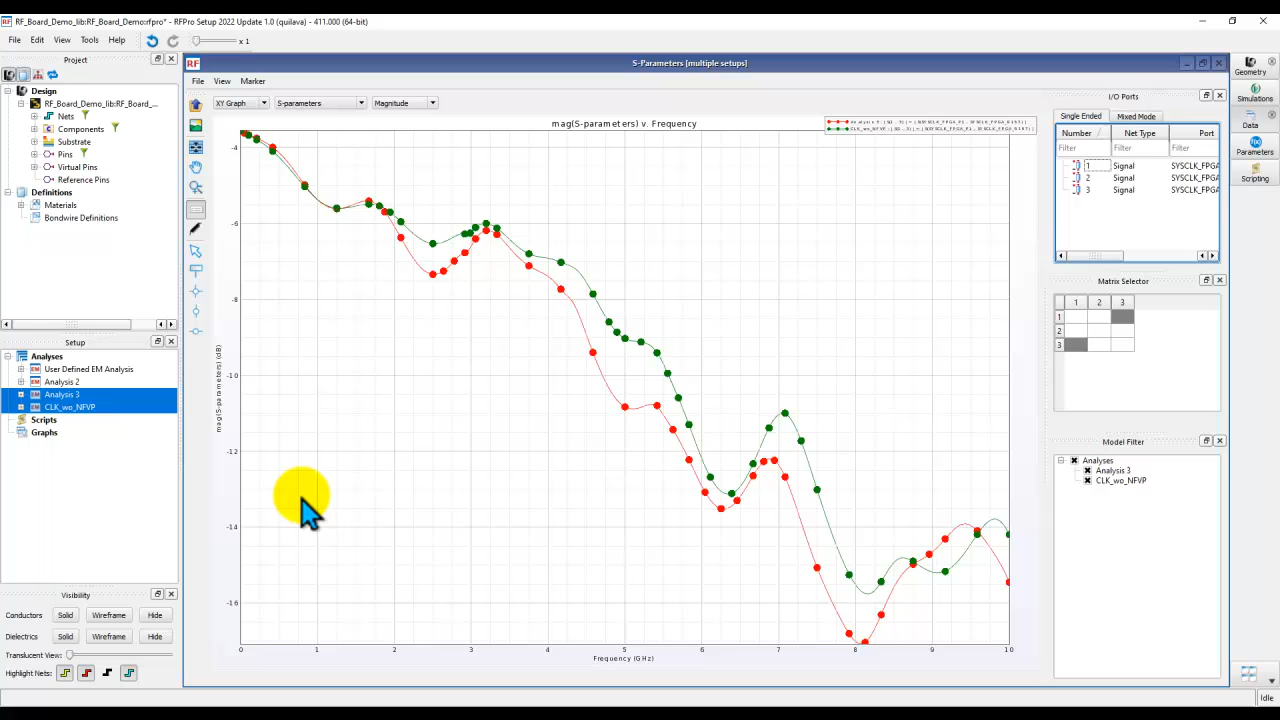 RF_Board_Demo_lib:RF_Board_Demo:rfpro* - RFPro Setup 2022 Update 1.0 (quilava) - 411.000 (64-bit)
File Edit View Tools Help
x 1
Project
Design
RF_Board_Demo_lib:RF_Board_...
Nets
Components
Substrate
Pins
Virtual Pins
Reference Pins
Definitions
Materials
Bondwire Definitions
Setup
Analyses
User Defined EM Analysis
Analysis 2
Analysis 3
CLK_wo_NFVP
Scripts
Graphs
Visibility
Conductors Solid Wireframe Hide
Dielectrics Solid Wireframe Hide
Translucent View:
Highlight Nets:
RF
S-Parameters [multiple setups]
File View Marker
XY Graph S-parameters Magnitude
mag(S-parameters) v. Frequency
-4
-6
-8
-10
-12
-14
-16
mag(S-parameters) (dB)
0 1 2 3 4 5 6 7 8 9 10
Frequency (GHz)
I/O Ports
Single Ended Mixed Mode
Number Net Type Port
Filter Filter Filter
1 Signal SYSCLK_FPGA
2 Signal SYSCLK_FPGA
3 Signal SYSCLK_FPGA
Matrix Selector
1 2 3
1
2
3
Model Filter
Analyses
Analysis 3
CLK_wo_NFVP
Geometry
Simulations
Data
f(x)
Parameters
Scripting
Idle